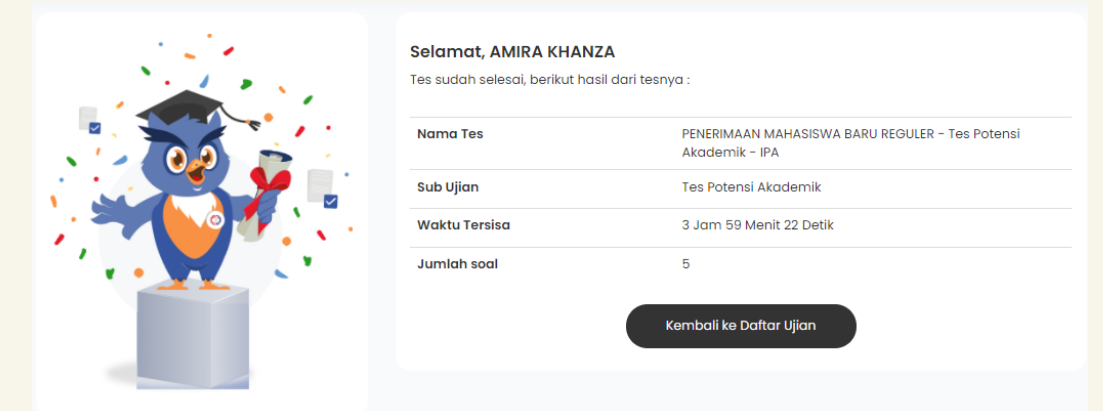 Selamat, AMIRA KHANZA
Tes sudah selesai, berikut hasil dari tesnya :
Nama Tes PENERIMAAN MAHASISWA BARU REGULER - Tes Potensi
Akademik - IPA
Sub Ujian Tes Potensi Akademik
Waktu Tersisa 3 Jam 59 Menit 22 Detik
Jumlah soal 5
Kembali ke Daftar Ujian